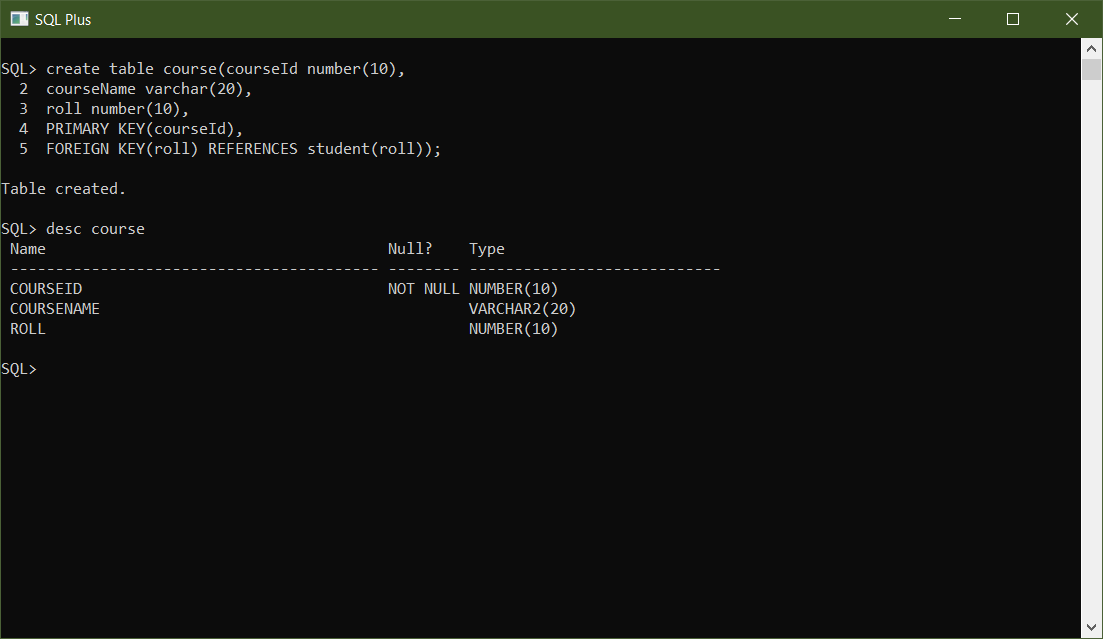 SQL Plus
SQL> create table course(courseId number(10),
  2  courseName varchar(20),
  3  roll number(10),
  4  PRIMARY KEY(courseId),
  5  FOREIGN KEY(roll) REFERENCES student(roll));
Table created.
SQL> desc course
 Name                                      Null?    Type
 ----------------------------------------- -------- ----------------------------
 COURSEID                                  NOT NULL NUMBER(10)
 COURSENAME                                         VARCHAR2(20)
 ROLL                                               NUMBER(10)
SQL>